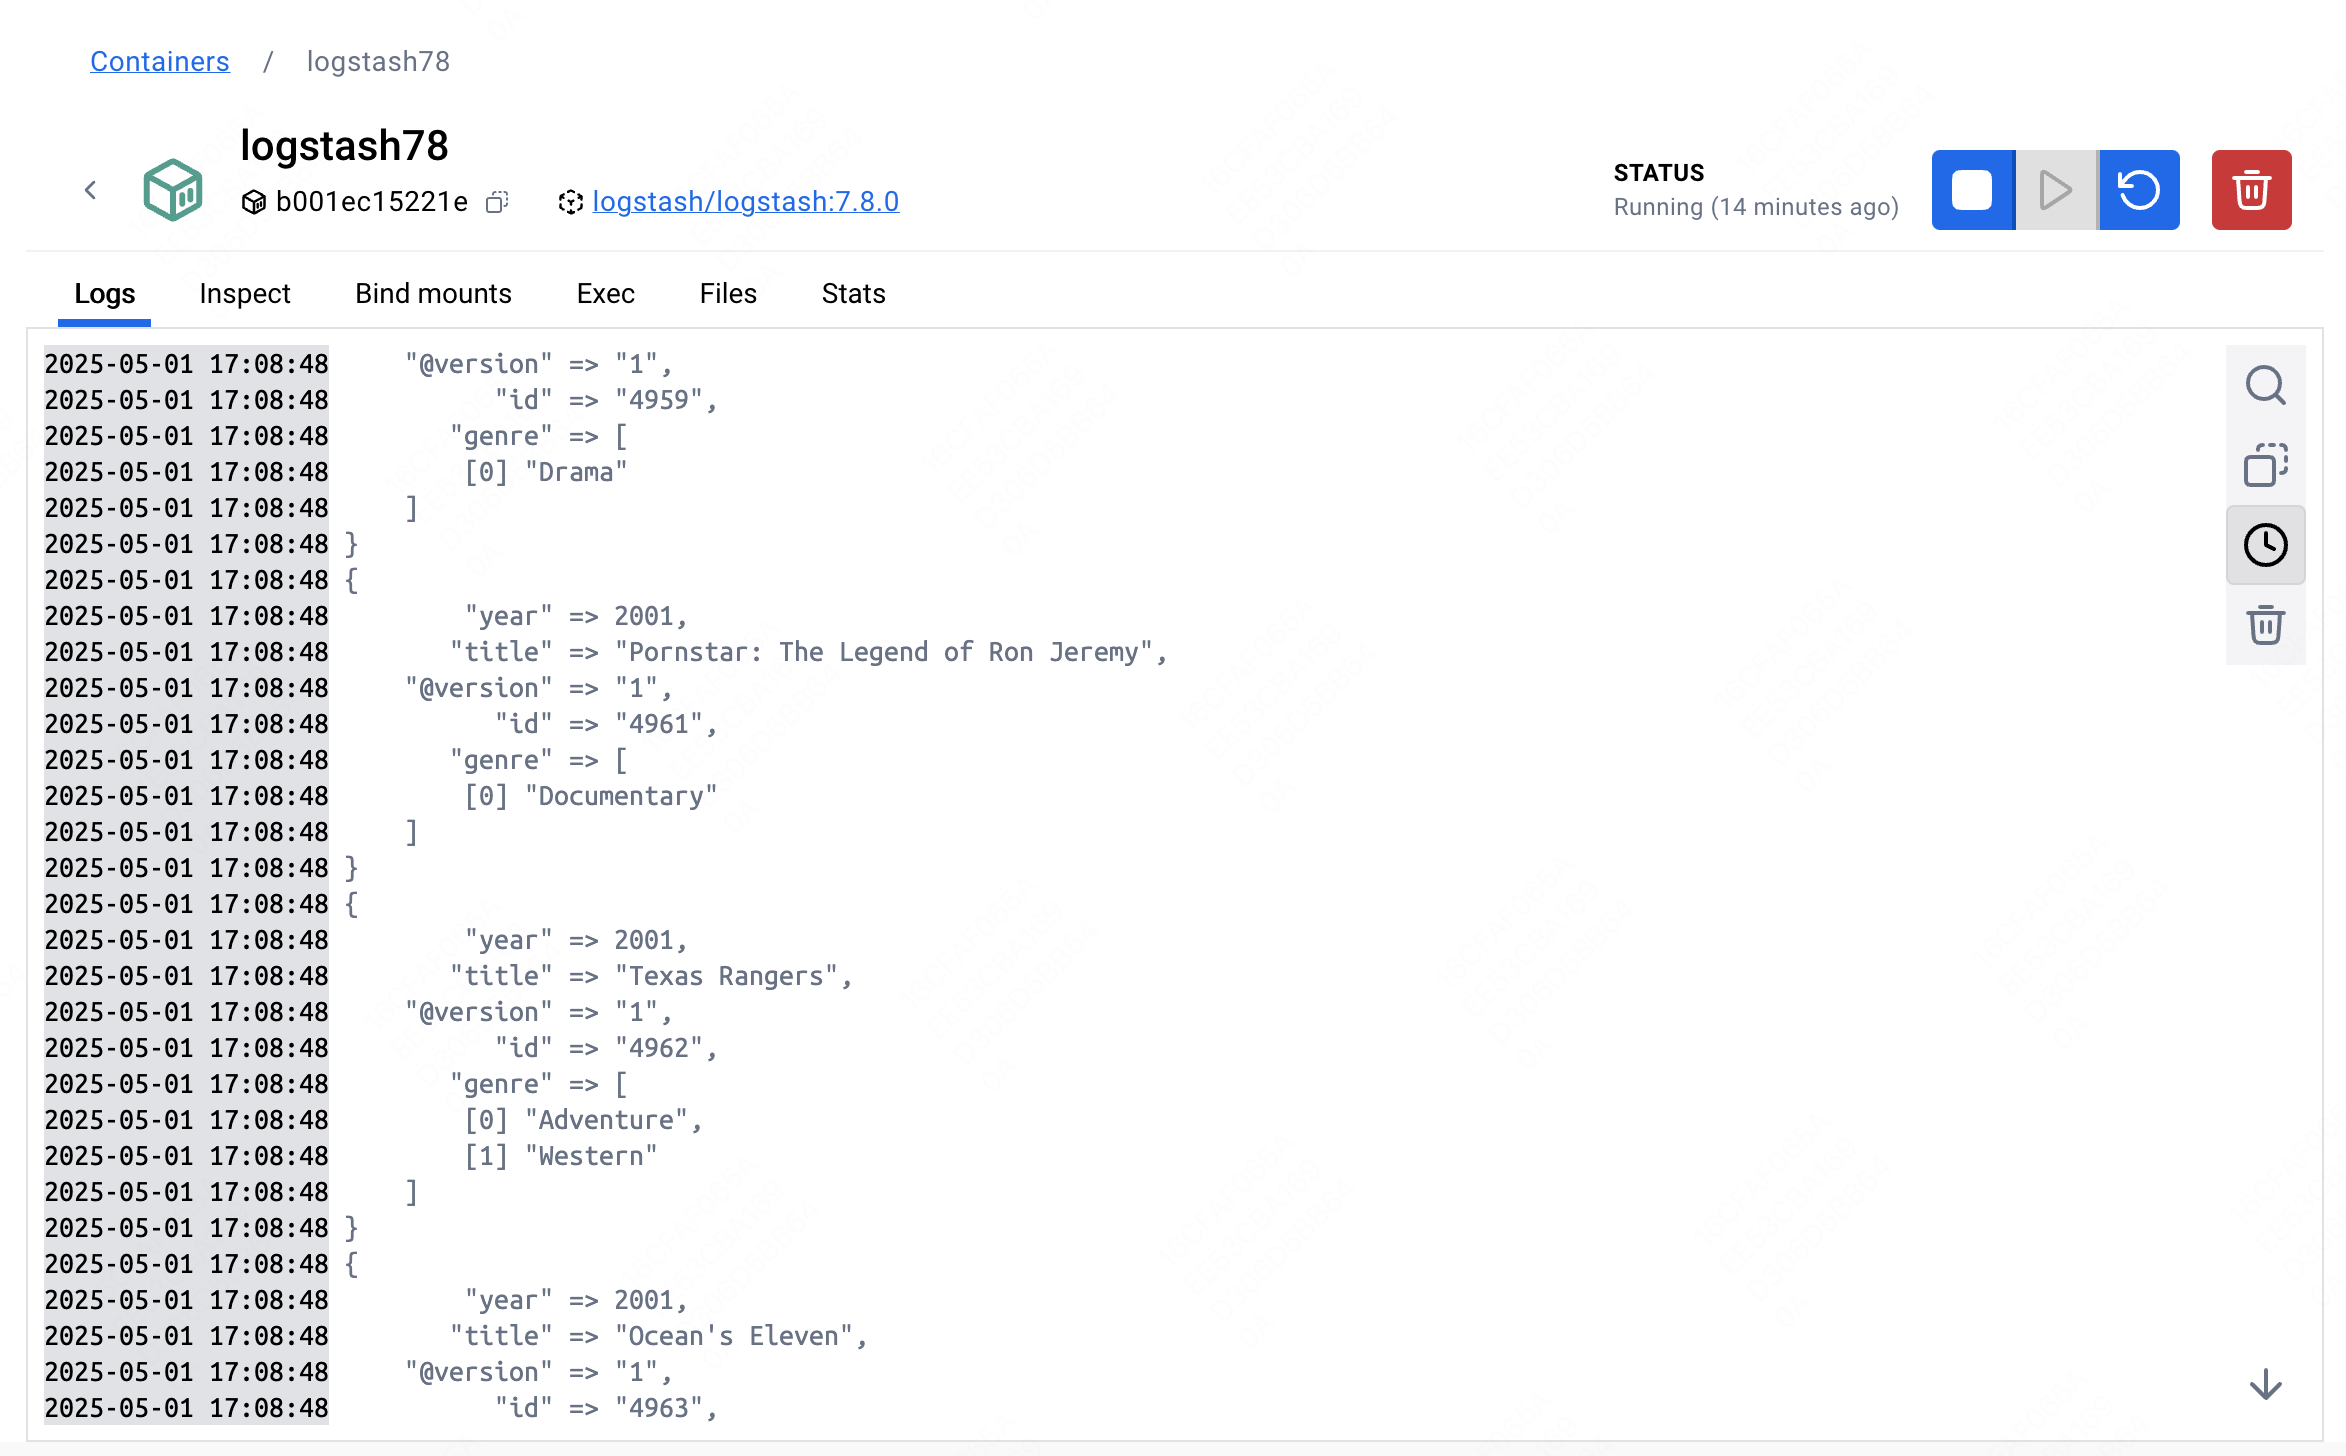 Containers / logstash78
logstash78
b001ec15221e logstash/logstash:7.8.0
STATUS
Running (14 minutes ago)
Logs Inspect Bind mounts Exec Files Stats
2025-05-01 17:08:48     "@version" => "1",
2025-05-01 17:08:48           "id" => "4959",
2025-05-01 17:08:48        "genre" => [
2025-05-01 17:08:48         [0] "Drama"
2025-05-01 17:08:48     ]
2025-05-01 17:08:48 }
2025-05-01 17:08:48 {
2025-05-01 17:08:48         "year" => 2001,
2025-05-01 17:08:48        "title" => "Pornstar: The Legend of Ron Jeremy",
2025-05-01 17:08:48     "@version" => "1",
2025-05-01 17:08:48           "id" => "4961",
2025-05-01 17:08:48        "genre" => [
2025-05-01 17:08:48         [0] "Documentary"
2025-05-01 17:08:48     ]
2025-05-01 17:08:48 }
2025-05-01 17:08:48 {
2025-05-01 17:08:48         "year" => 2001,
2025-05-01 17:08:48        "title" => "Texas Rangers",
2025-05-01 17:08:48     "@version" => "1",
2025-05-01 17:08:48           "id" => "4962",
2025-05-01 17:08:48        "genre" => [
2025-05-01 17:08:48         [0] "Adventure",
2025-05-01 17:08:48         [1] "Western"
2025-05-01 17:08:48     ]
2025-05-01 17:08:48 }
2025-05-01 17:08:48 {
2025-05-01 17:08:48         "year" => 2001,
2025-05-01 17:08:48        "title" => "Ocean's Eleven",
2025-05-01 17:08:48     "@version" => "1",
2025-05-01 17:08:48           "id" => "4963",